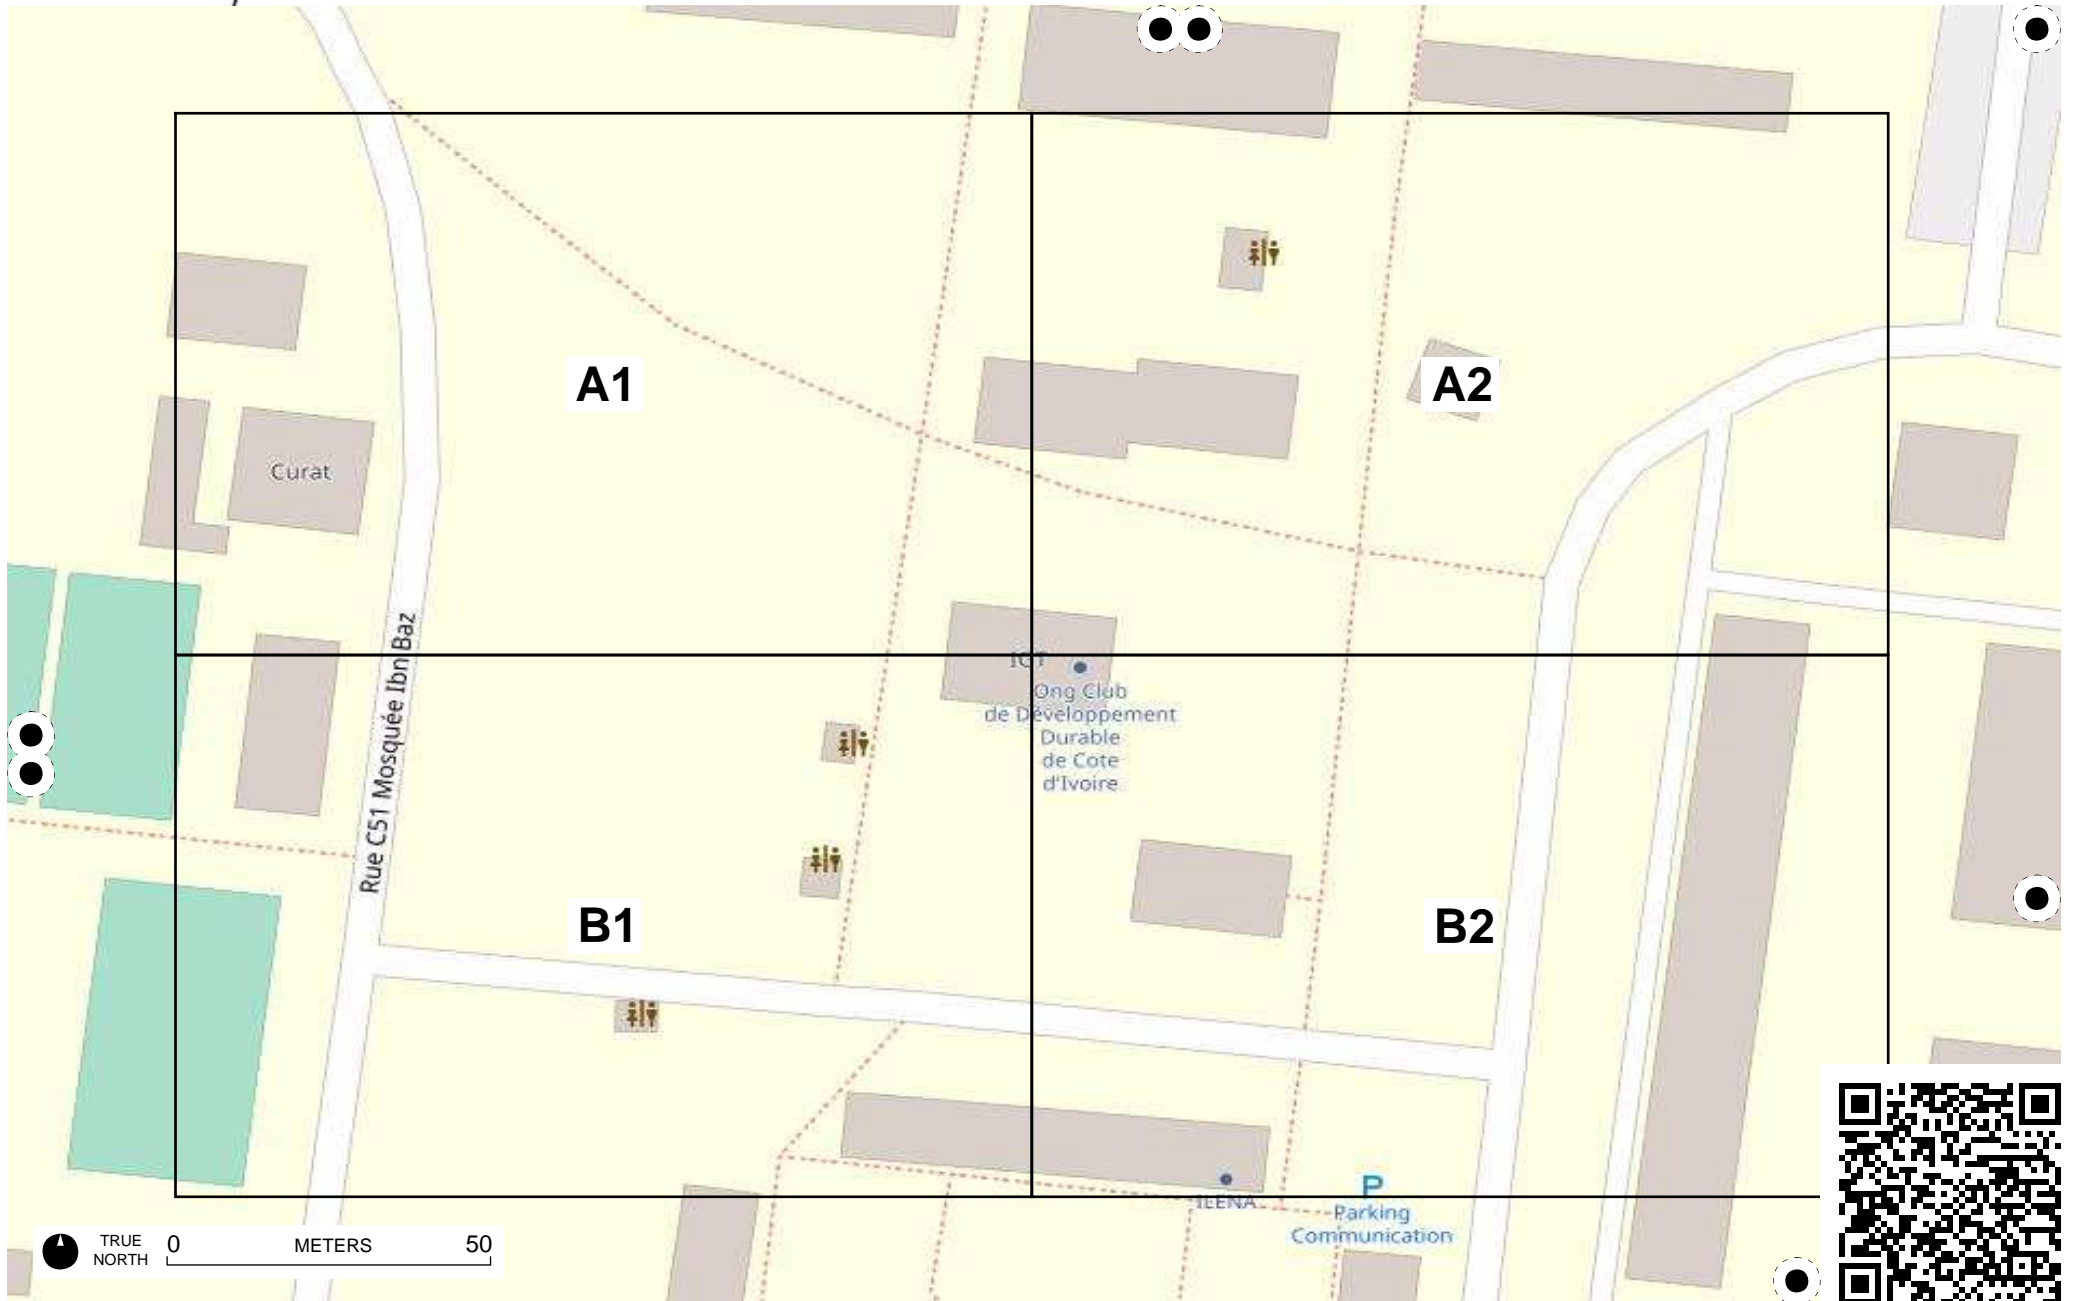 A1
A2
Curat
Rue C51 Mosquée Ibn Baz
IGT
Ong Club
de Développement
Durable
de Cote
d'Ivoire
B1
B2
ILENA
P
Parking
Communication
TRUE
NORTH
0 METERS 50